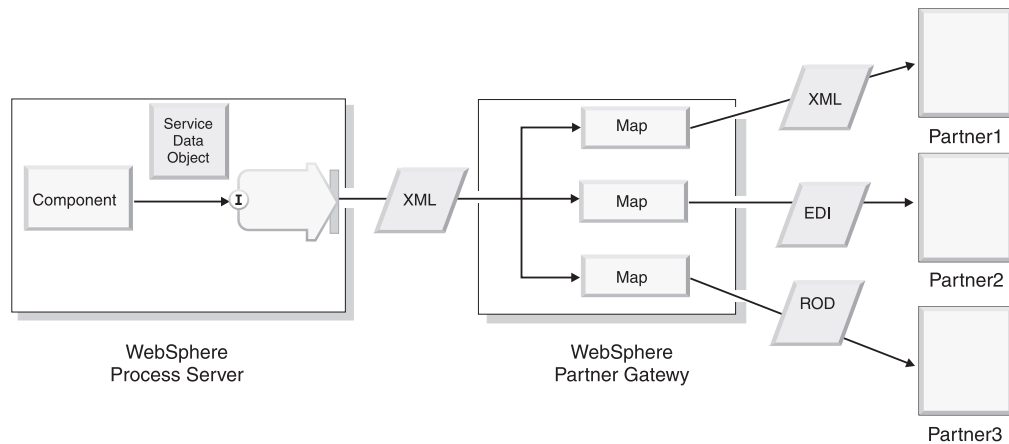 Service
Data
Object
Component
I
WebSphere
Process Server
XML
Map
Map
Map
WebSphere
Partner Gatewy
XML
EDI
ROD
Partner1
Partner2
Partner3